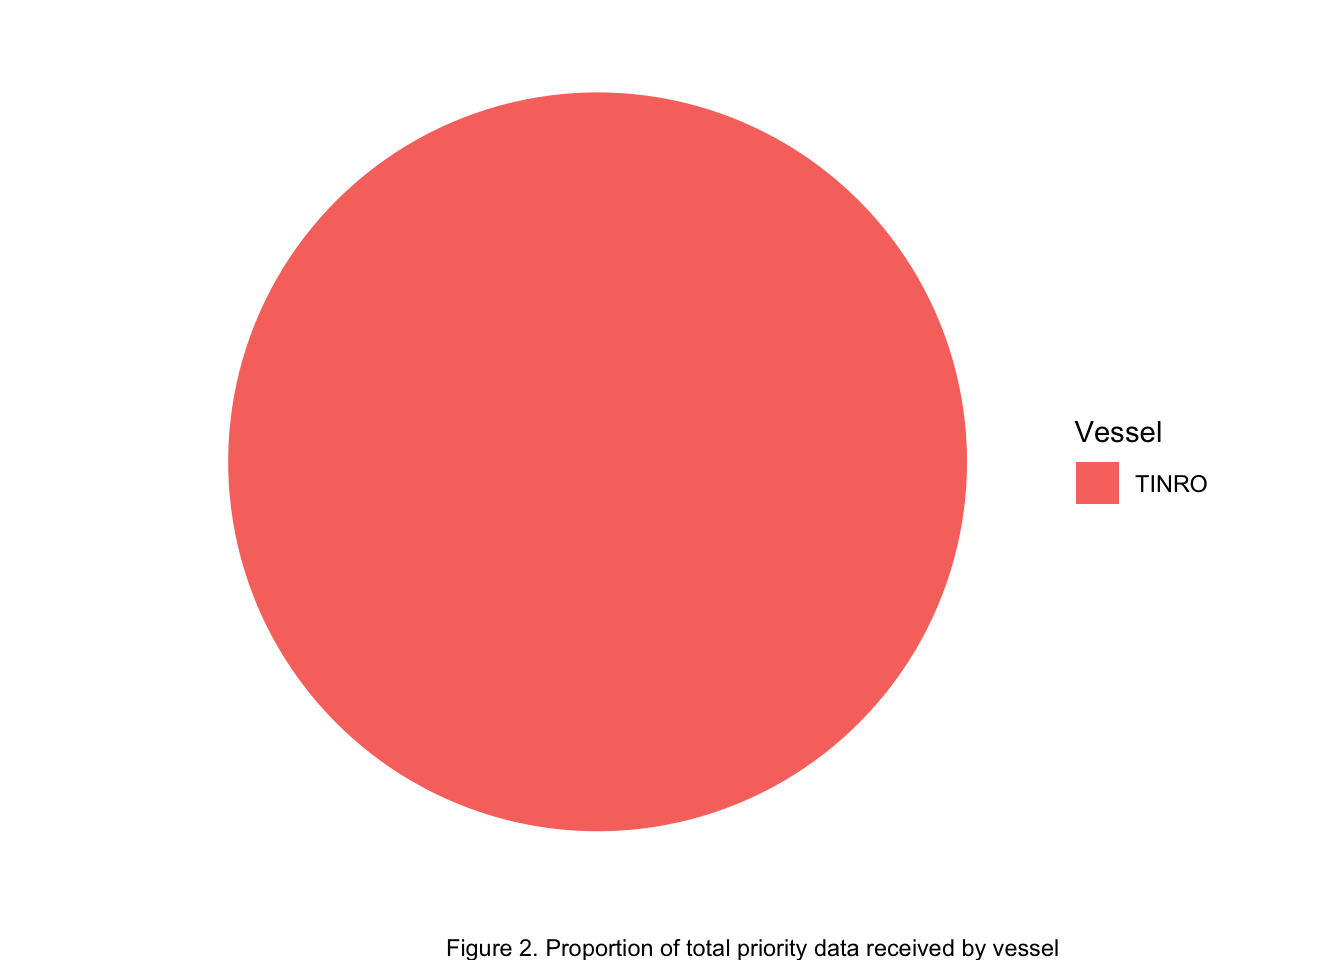 Vessel
TINRO
Figure 2. Proportion of total priority data received by vessel